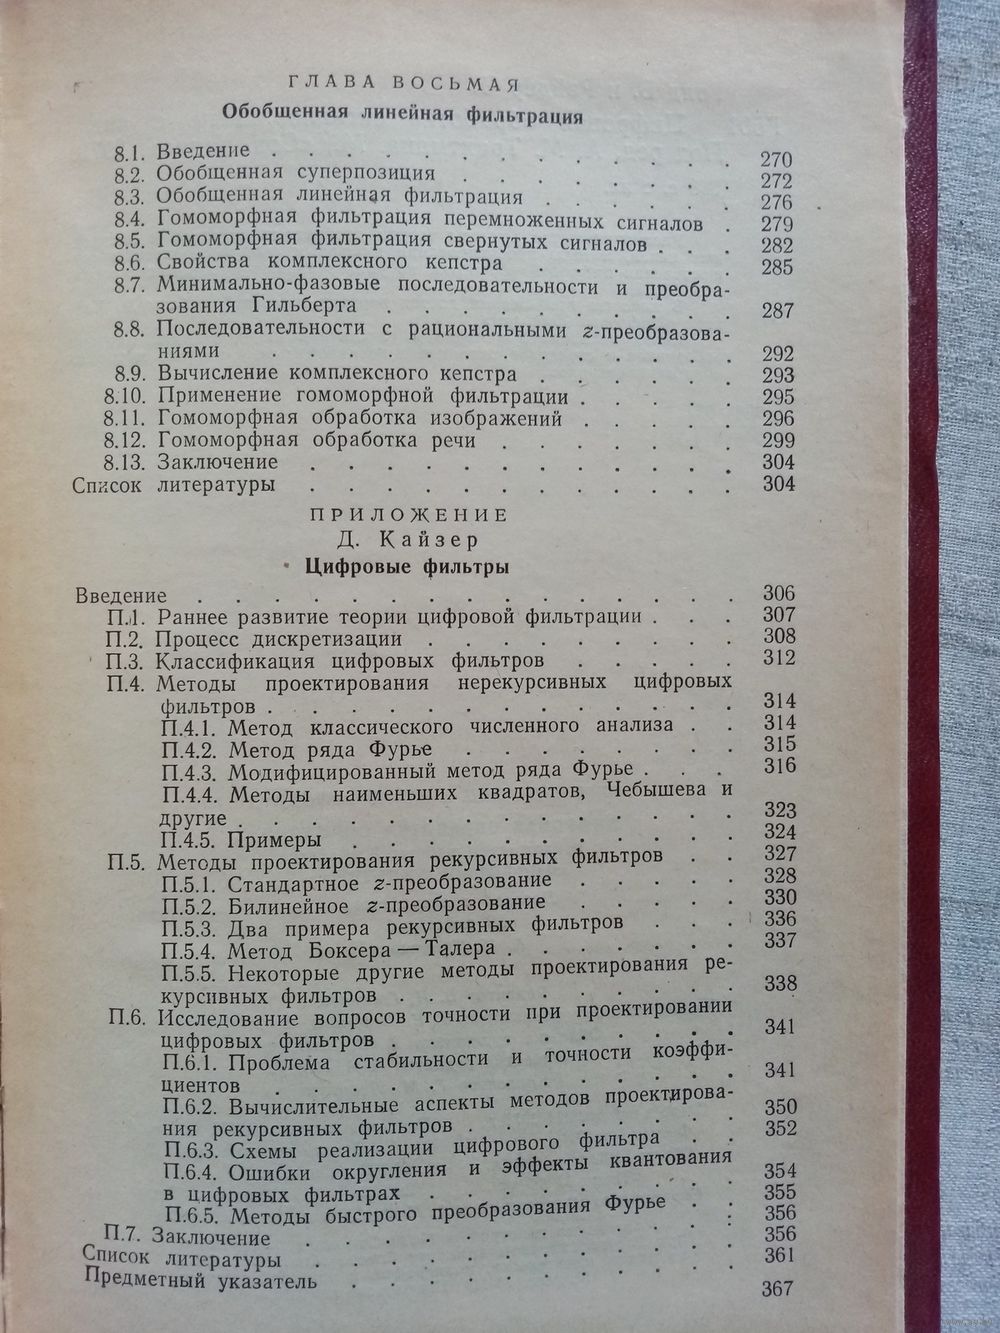 ГЛАВА ВОСЬМАЯ
Обобщенная линейная фильтрация
8.1. Введение . . . . . . . . . . . . 270
8.2. Обобщенная суперпозиция . . . . . . . 272
8.3. Обобщенная линейная фильтрация . . . . . 276
8.4. Гомоморфная фильтрация перемноженных сигналов . 279
8.5. Гомоморфная фильтрация свернутых сигналов . . . 282
8.6. Свойства комплексного кепстра . . . . . 285
8.7. Минимально-фазовые последовательности и преобра-
зования Гильберта . . . . . . . . . 287
8.8. Последовательности с рациональными z-преобразова-
ниями . . . . . . . . . . . . 292
8.9. Вычисление комплексного кепстра . . . . . 293
8.10. Применение гомоморфной фильтрации . . . . . 295
8.11. Гомоморфная обработка изображений . . . . . 296
8.12. Гомоморфная обработка речи . . . . . . 299
8.13. Заключение . . . . . . . . . . . 304
Список литературы . . . . . . . . . . . 304
ПРИЛОЖЕНИЕ
Д. Кайзер
Цифровые фильтры
Введение . . . . . . . . . . . . . 306
П.1. Раннее развитие теории цифровой фильтрации . . . 307
П.2. Процесс дискретизации . . . . . . . . 308
П.3. Классификация цифровых фильтров . . . . . 312
П.4. Методы проектирования нерекурсивных цифровых
фильтров . . . . . . . . . . . . . 314
П.4.1. Метод классического численного анализа . . 314
П.4.2. Метод ряда Фурье . . . . . . . . 315
П.4.3. Модифицированный метод ряда Фурье . . . 316
П.4.4. Методы наименьших квадратов, Чебышева и
другие . . . . . . . . . . . . . 323
П.4.5. Примеры . . . . . . . . . . . 324
П.5. Методы проектирования рекурсивных фильтров . . 327
П.5.1. Стандартное z-преобразование . . . . . 328
П.5.2. Билинейное z-преобразование . . . . . 330
П.5.3. Два примера рекурсивных фильтров . . . 336
П.5.4. Метод Боксера — Талера . . . . . . 337
П.5.5. Некоторые другие методы проектирования ре-
курсивных фильтров . . . . . . . . . 338
П.6. Исследование вопросов точности при проектировании
цифровых фильтров . . . . . . . . . 341
П.6.1. Проблема стабильности и точности коэффи-
циентов . . . . . . . . . . . . 341
П.6.2. Вычислительные аспекты методов проектирова-
ния рекурсивных фильтров . . . . . . . 350
П.6.3. Схемы реализации цифрового фильтра . . 352
П.6.4. Ошибки округления и эффекты квантования
в цифровых фильтрах . . . . . . . . 354
П.6.5. Методы быстрого преобразования Фурье . . 355
П.7. Заключение . . . . . . . . . . . 356
356
Список литературы . . . . . . . . . . . 361
Предметный указатель . . . . . . . . . . 367